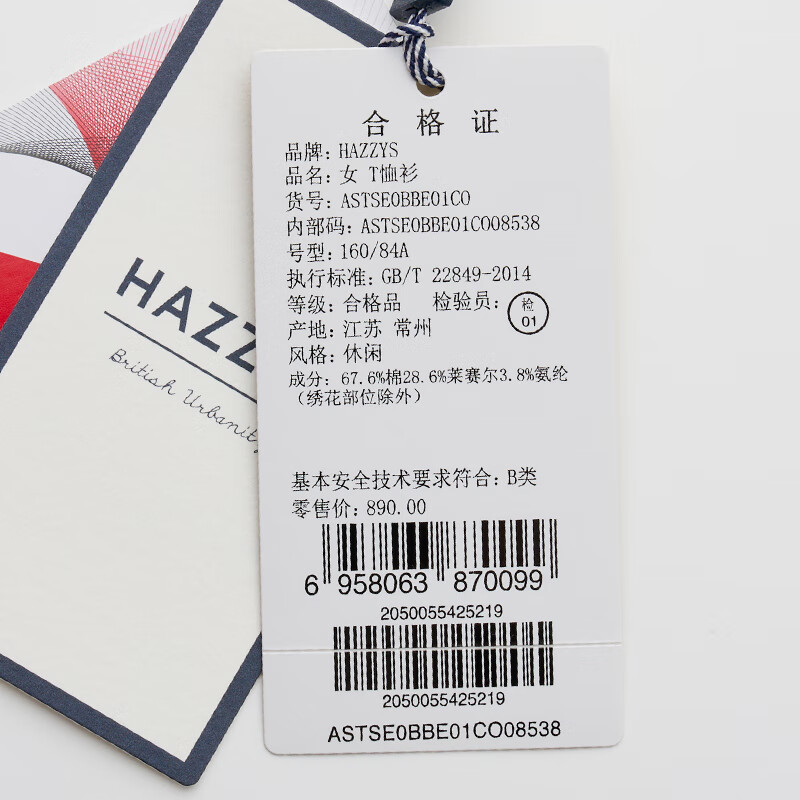 合格证
品牌: HAZZYS
品名: 女 T恤衫
货号: ASTSE0BBE01CO
内部码: ASTSE0BBE01CO08538
号型: 160/84A
执行标准: GB/T 22849-2014
等级: 合格品 检验员: 检 01
产地: 江苏 常州
风格: 休闲
成分: 67.6%棉28.6%莱赛尔3.8%氨纶
(绣花部位除外)
基本安全技术要求符合: B类
零售价: 890.00
6 958063 870099
2050055425219
2050055425219
ASTSE0BBE01CO08538
HAZZ
British Urbanity